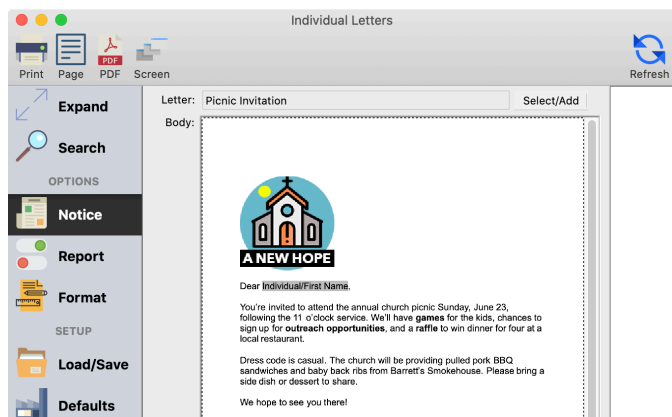 Individual Letters
Print Page PDF Screen Refresh
PDF
Expand
Search
OPTIONS
Notice
Report
Format
SETUP
Load/Save
Defaults
Letter: Picnic Invitation Select/Add
Body:
A NEW HOPE
Dear Individual/First Name,
You're invited to attend the annual church picnic Sunday, June 23,
following the 11 o'clock service. We'll have games for the kids, chances to
sign up for outreach opportunities, and a raffle to win dinner for four at a
local restaurant.
Dress code is casual. The church will be providing pulled pork BBQ
sandwiches and baby back ribs from Barrett's Smokehouse. Please bring a
side dish or dessert to share.
We hope to see you there!